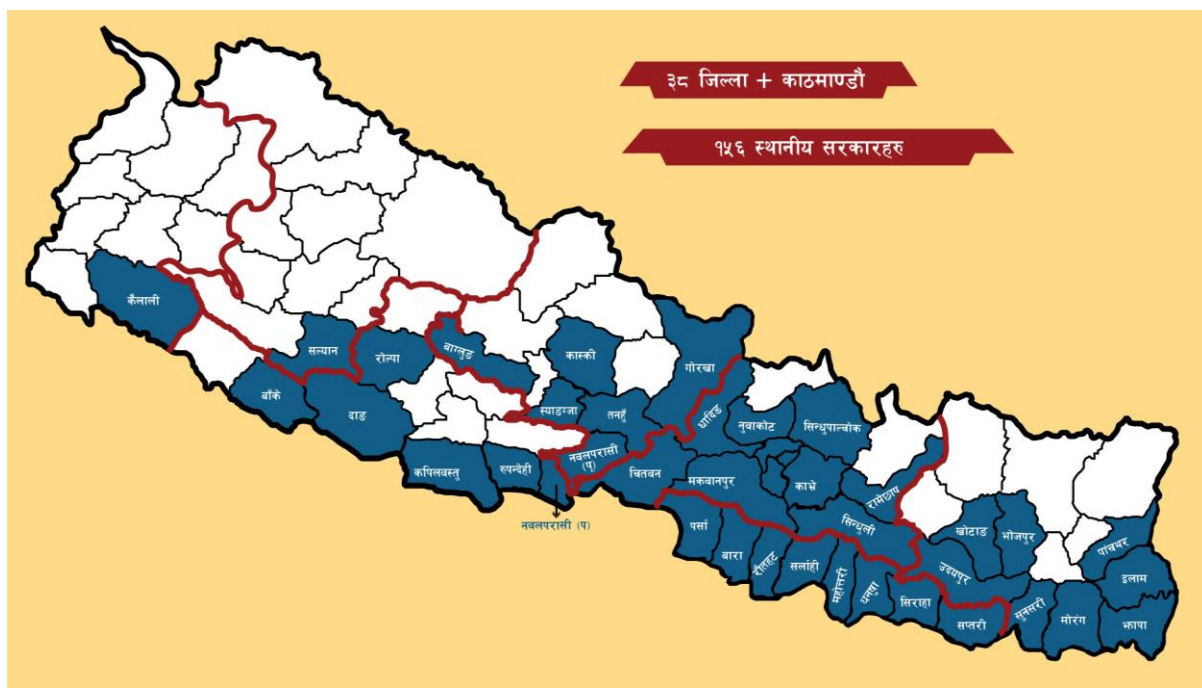 ३८ जिल्ला + काठमाण्डौ
१५६ स्थानीय सरकारहरु
कैलाली
सल्यान
रोल्पा
बाग्लुङ
कास्की
गोरखा
बाँके
दाङ
स्याङग्जा
तनहुँ
धादिङ
नुवाकोट
सिन्धुपाल्चोक
कपिलवस्तु
रुपन्देही
नवलपरासी
(पू)
चितवन
मकवानपुर
काभ्रे
रामेछाप
नवलपरासी (प)
पर्सा
बारा
रौतहट
सर्लाही
महोत्तरी
धनुषा
सिन्धुली
सिराहा
सप्तरी
खोटाङ
भोजपुर
उदयपुर
सुनसरी
मोरंग
पाचथर
इलाम
झापा